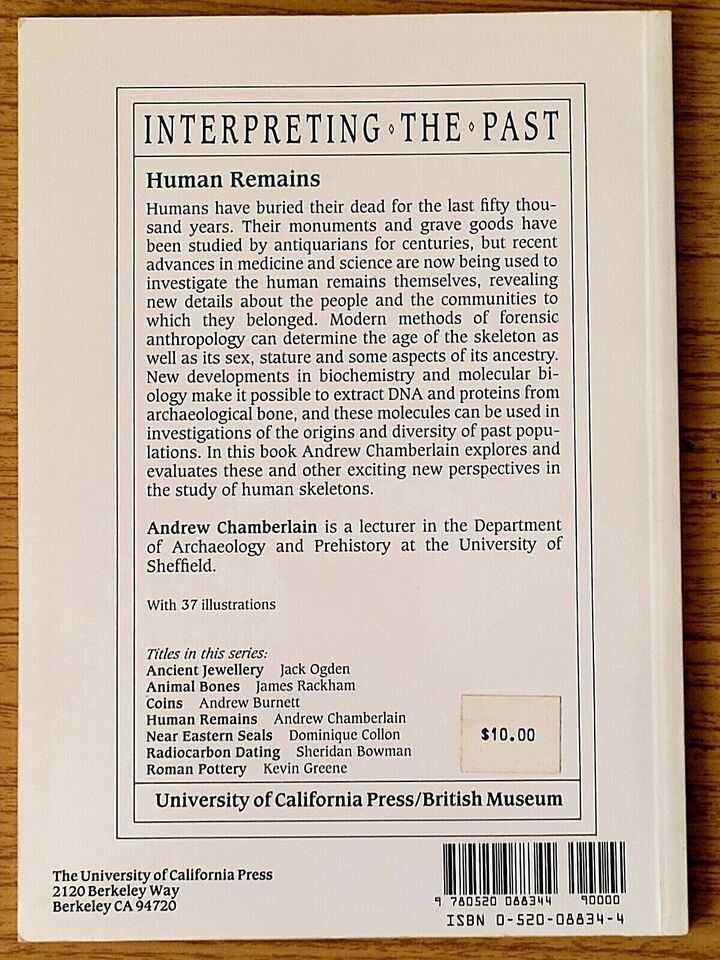 INTERPRETING ◇ THE ◇ PAST
Human Remains
Humans have buried their dead for the last fifty thou-
sand years. Their monuments and grave goods have
been studied by antiquarians for centuries, but recent
advances in medicine and science are now being used to
investigate the human remains themselves, revealing
new details about the people and the communities to
which they belonged. Modern methods of forensic
anthropology can determine the age of the skeleton as
well as its sex, stature and some aspects of its ancestry.
New developments in biochemistry and molecular bi-
ology make it possible to extract DNA and proteins from
archaeological bone, and these molecules can be used in
investigations of the origins and diversity of past popu-
lations. In this book Andrew Chamberlain explores and
evaluates these and other exciting new perspectives in
the study of human skeletons.
Andrew Chamberlain is a lecturer in the Department
of Archaeology and Prehistory at the University of
Sheffield.
With 37 illustrations
Titles in this series:
Ancient Jewellery Jack Ogden
Animal Bones James Rackham
Coins Andrew Burnett
Human Remains Andrew Chamberlain
Near Eastern Seals Dominique Collon
Radiocarbon Dating Sheridan Bowman
Roman Pottery Kevin Greene
$10.00
University of California Press/British Museum
The University of California Press
2120 Berkeley Way
Berkeley CA 94720
9 780520 088344 90000
ISBN 0-520-08834-4